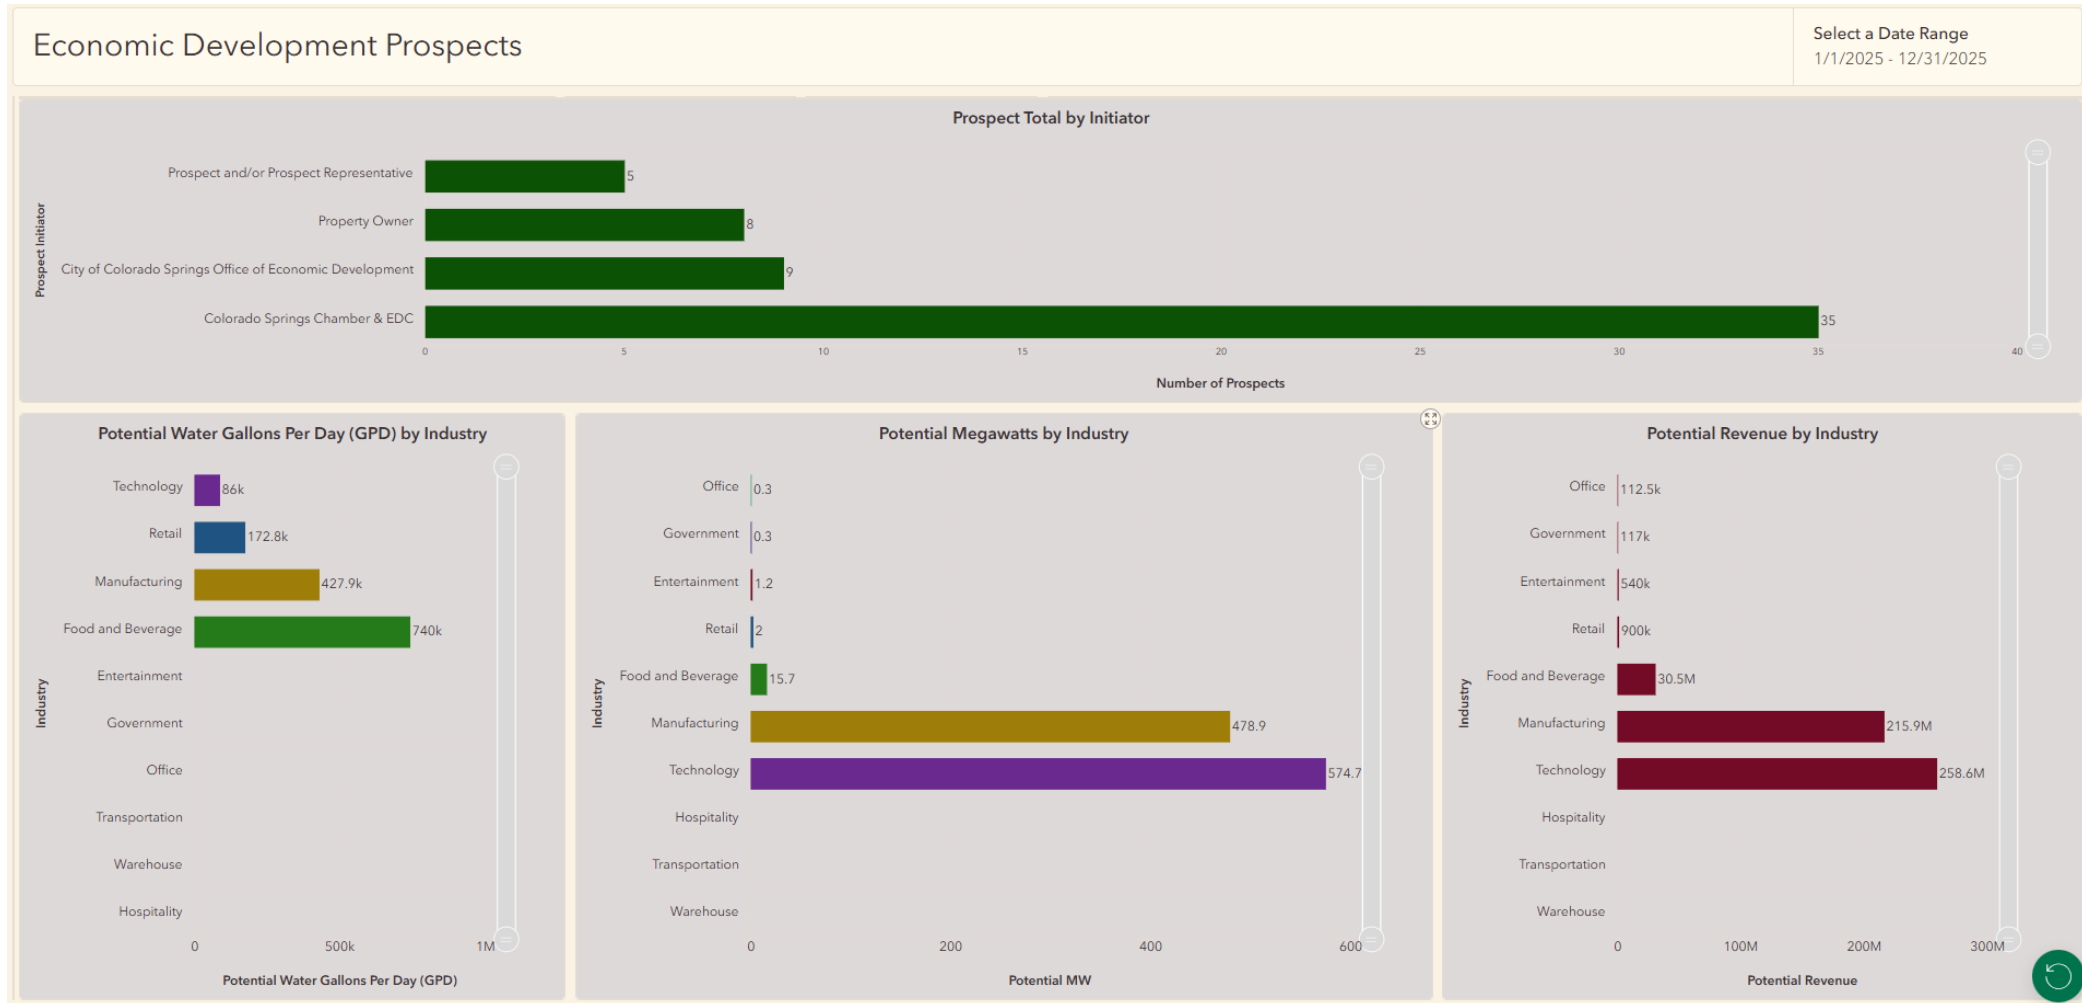 Economic Development Prospects
Select a Date Range
1/1/2025 - 12/31/2025
Prospect Total by Initiator
Prospect Initiator
Prospect and/or Prospect Representative
5
Property Owner
8
City of Colorado Springs Office of Economic Development
9
Colorado Springs Chamber & EDC
35
0 5 10 15 20 25 30 35 40
Number of Prospects
Potential Water Gallons Per Day (GPD) by Industry
Industry
Technology 86k
Retail 172.8k
Manufacturing 427.9k
Food and Beverage 740k
Entertainment
Government
Office
Transportation
Warehouse
Hospitality
0 500k 1M
Potential Water Gallons Per Day (GPD)
Potential Megawatts by Industry
Industry
Office 0.3
Government 0.3
Entertainment 1.2
Retail 2
Food and Beverage 15.7
Manufacturing 478.9
Technology 574.7
Hospitality
Transportation
Warehouse
0 200 400 600
Potential MW
Potential Revenue by Industry
Industry
Office 112.5k
Government 117k
Entertainment 540k
Retail 900k
Food and Beverage 30.5M
Manufacturing 215.9M
Technology 258.6M
Hospitality
Transportation
Warehouse
0 100M 200M 300M
Potential Revenue